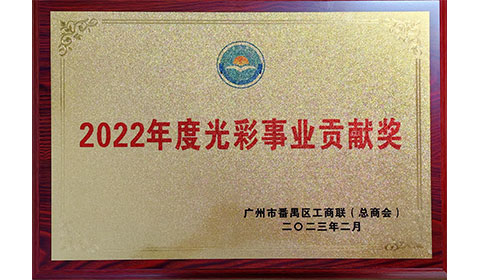 2022年度光彩事业贡献奖
广州市番禺区工商联（总商会）
二〇二三年二月